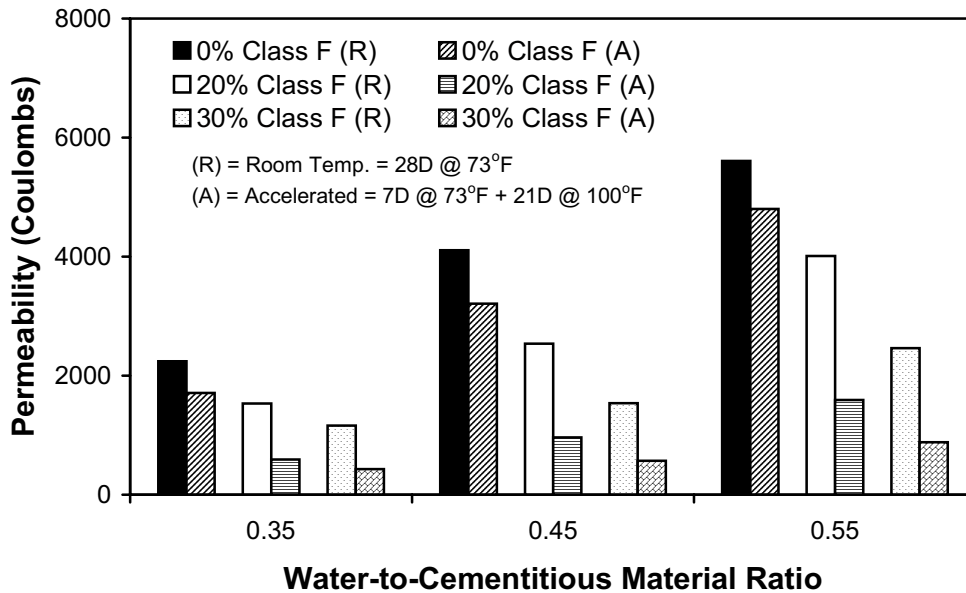 8000
6000
4000
2000
0
Permeability (Coulombs)
0% Class F (R) 0% Class F (A)
20% Class F (R) 20% Class F (A)
30% Class F (R) 30% Class F (A)
(R) = Room Temp. = 28D @ 73°F
(A) = Accelerated = 7D @ 73°F + 21D @ 100°F
0.35 0.45 0.55
Water-to-Cementitious Material Ratio